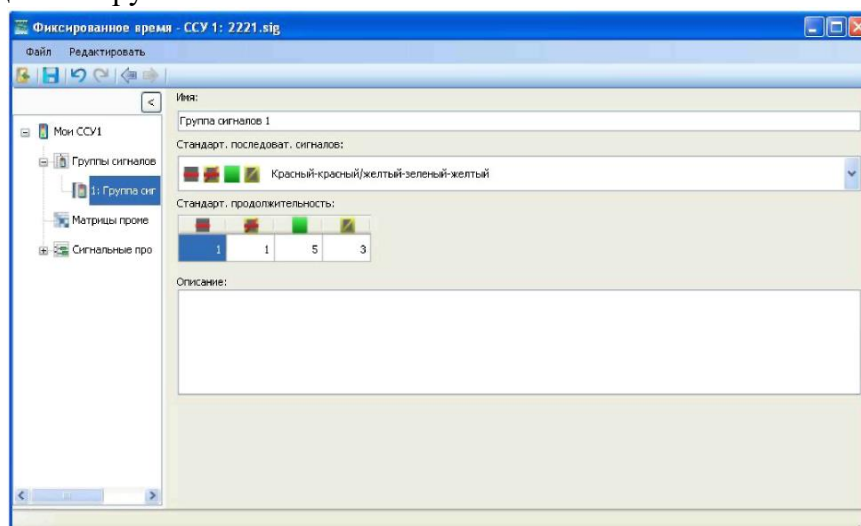 Фиксированное время - ССУ 1: 2221.sig
Файл Редактировать
<
Имя:
Мои ССУ1
Группа сигналов 1
Группы сигналов
Стандарт. последоват. сигналов:
1: Группа сиг
Красный-красный/желтый-зеленый-желтый
Матрицы проме
Стандарт. продолжительность:
Сигнальные про
1 1 5 3
Описание: